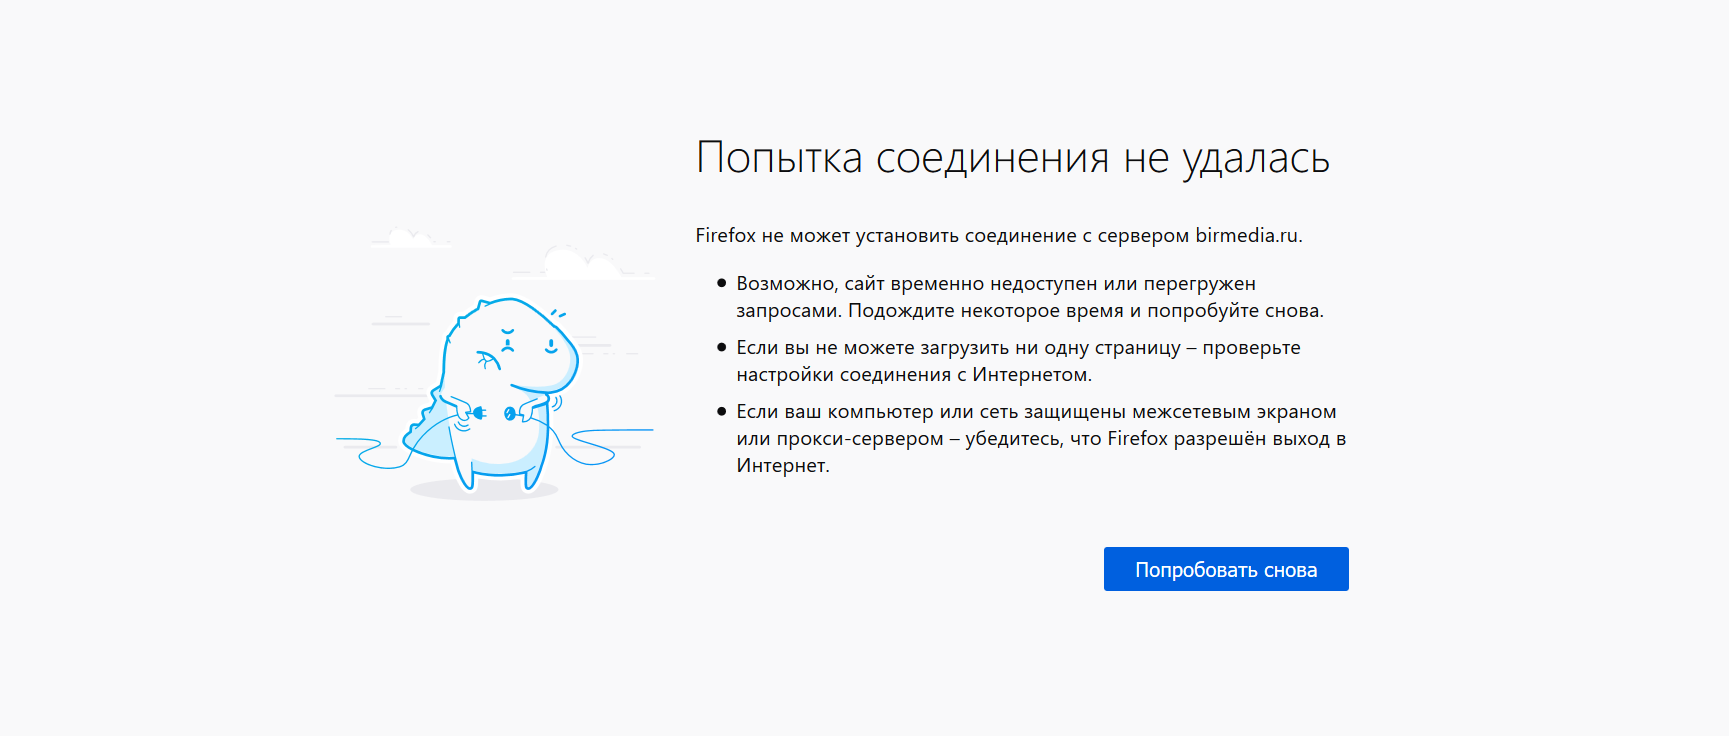 Попытка соединения не удалась
Firefox не может установить соединение с сервером birmedia.ru.
● Возможно, сайт временно недоступен или перегружен
запросами. Подождите некоторое время и попробуйте снова.
● Если вы не можете загрузить ни одну страницу – проверьте
настройки соединения с Интернетом.
● Если ваш компьютер или сеть защищены межсетевым экраном
или прокси-сервером – убедитесь, что Firefox разрешён выход в
Интернет.
Попробовать снова